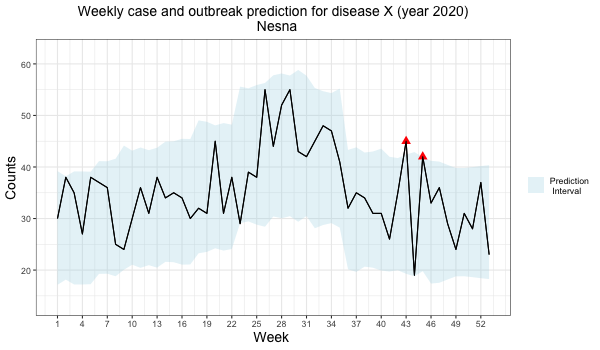 Weekly case and outbreak prediction for disease X (year 2020)
Nesna
Counts
60
50
40
30
20
1 4 7 10 13 16 19 22 25 28 31 34 37 40 43 46 49 52
Week
Prediction
Interval